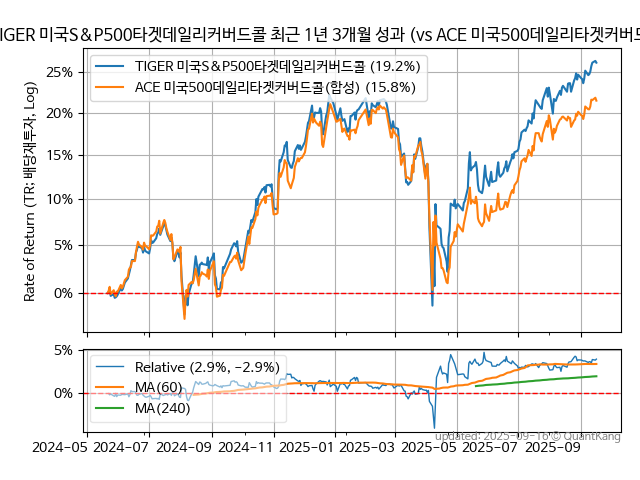 TIGER 미국S&P500타겟데일리커버드콜 최근 1년 3개월 성과 (vs ACE 미국500데일리타겟커버드
TIGER 미국S&P500타겟데일리커버드콜 (19.2%)
ACE 미국500데일리타겟커버드콜(합성) (15.8%)
Rate of Return (TR: 배당재투자, Log)
25%
20%
15%
10%
5%
0%
5%
0%
Relative (2.9%, −2.9%)
MA(60)
MA(240)
updated: 2025-09-16 © QuantKang
2024-05 2024-07 2024-09 2024-11 2025-01 2025-03 2025-05 2025-07 2025-09